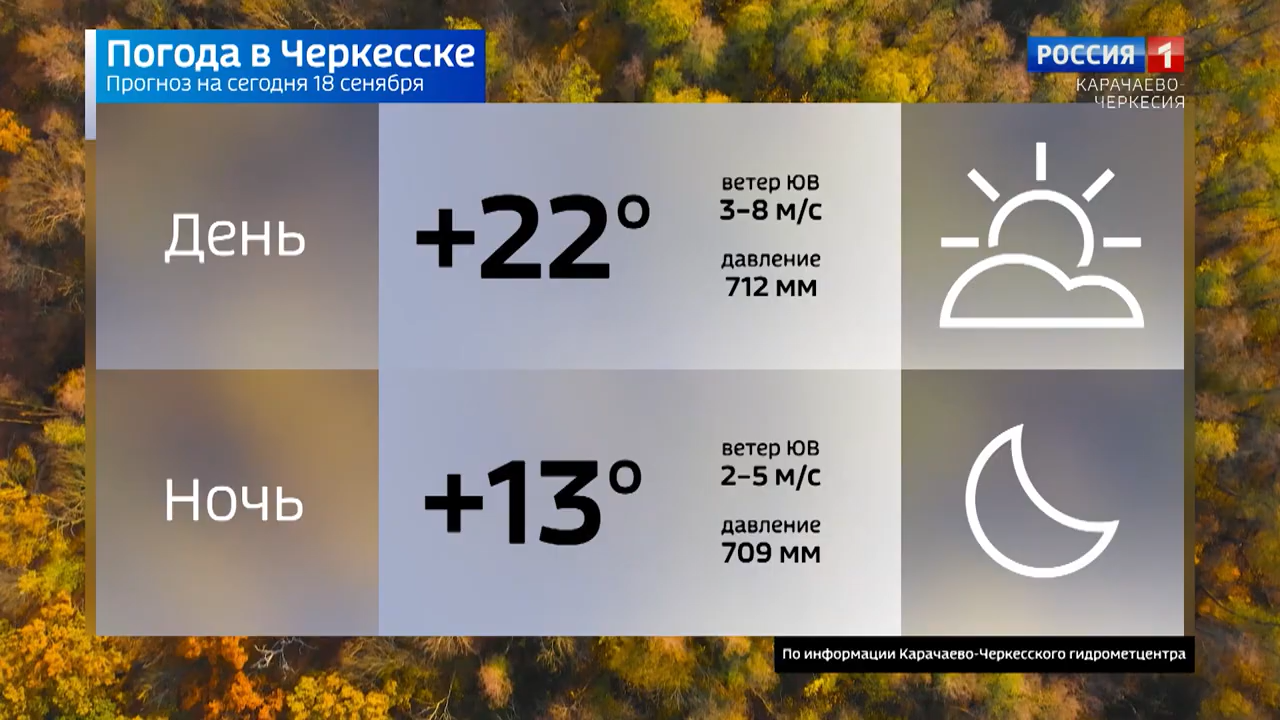 Погода в Черкесске
Прогноз на сегодня 18 сенября
РОССИЯ 1
КАРАЧАЕВО-
ЧЕРКЕСИЯ
День
+22°
ветер ЮВ
3-8 м/с
давление
712 мм
Ночь
+13°
ветер ЮВ
2-5 м/с
давление
709 мм
По информации Карачаево-Черкесского гидрометцентра